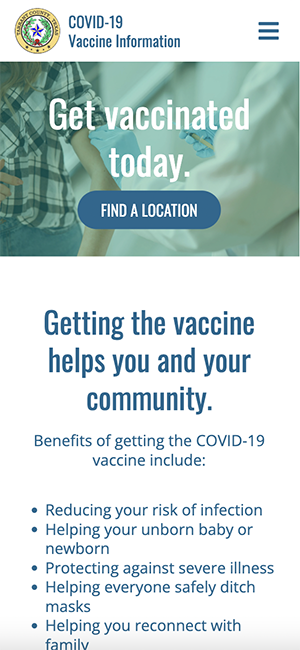 TARRANT COUNTY, TEXAS
COVID-19
Vaccine Information
Get vaccinated
today.
FIND A LOCATION
Getting the vaccine
helps you and your
community.
Benefits of getting the COVID-19
vaccine include:
• Reducing your risk of infection
• Helping your unborn baby or
newborn
• Protecting against severe illness
• Helping everyone safely ditch
masks
• Helping you reconnect with
family